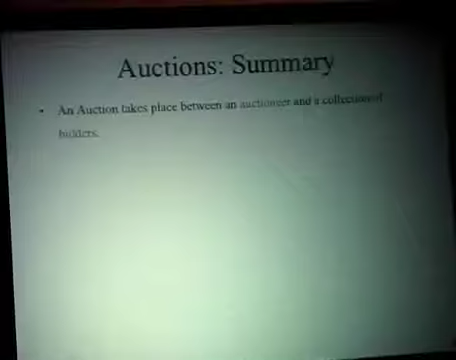 Auctions: Summary
• An Auction takes place between an auctioneer and a collection of
bidders.